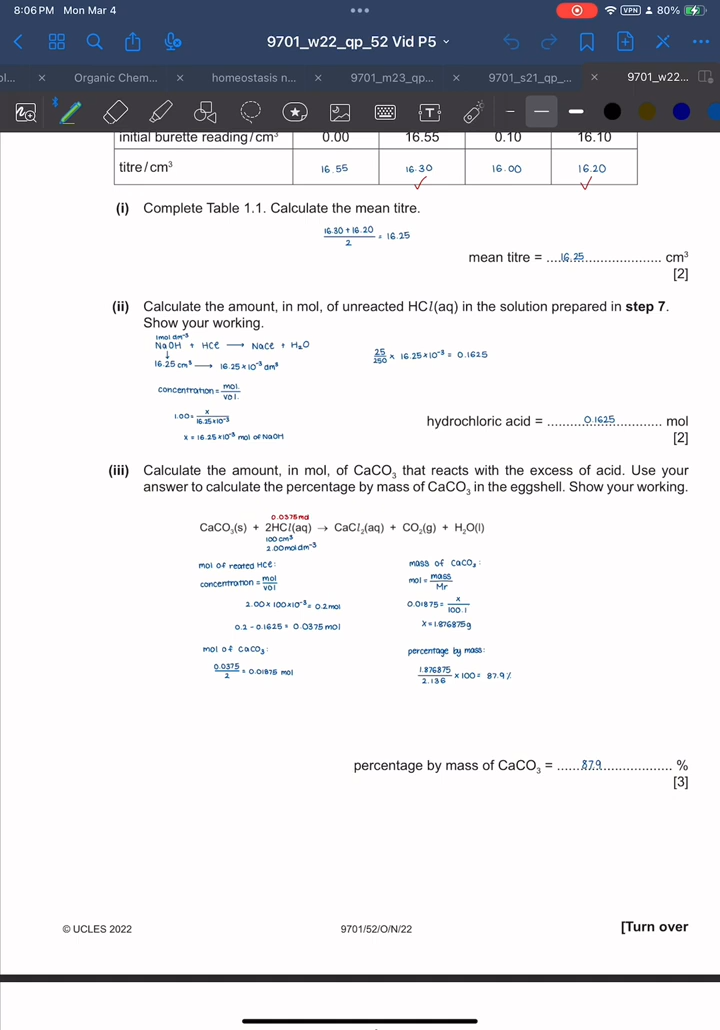 8:06 PM Mon Mar 4
VPN 80%
9701_w22_qp_52 Vid P5
Organic Chem... homeostasis n... 9701_m23_qp... 9701_s21_qp_... 9701_w22...
initial burette reading / cm³ 0.00 16.55 0.10 16.10
titre / cm³ 16.55 16.30 16.00 16.20
(i) Complete Table 1.1. Calculate the mean titre.
16.30 + 16.20 / 2 = 16.25
mean titre = ....16.25.................... cm³
[2]
(ii) Calculate the amount, in mol, of unreacted HCl(aq) in the solution prepared in step 7.
Show your working.
1mol dm⁻³
NaOH + HCl → NaCl + H₂O
16.25 cm³ → 16.25 × 10⁻³ dm³
25/250 × 16.25 × 10⁻³ = 0.1625
concentration = mol./vol.
1.00 = x / 16.25 × 10⁻³
x = 16.25 × 10⁻³ mol of NaOH
hydrochloric acid = ..........0.1625.............. mol
[2]
(iii) Calculate the amount, in mol, of CaCO₃ that reacts with the excess of acid. Use your
answer to calculate the percentage by mass of CaCO₃ in the eggshell. Show your working.
0.0375 mol
CaCO₃(s) + 2HCl(aq) → CaCl₂(aq) + CO₂(g) + H₂O(l)
100 cm³
2.00 mol dm⁻³
mol of reated HCl:
concentration = mol/vol
2.00 × 100 × 10⁻³ = 0.2 mol
0.2 - 0.1625 = 0.0375 mol
mol of CaCO₃:
0.0375/2 = 0.01875 mol
mass of CaCO₃:
mol = mass/Mr
0.01875 = x/100.1
x = 1.876875g
percentage by mass:
1.876875/2.136 × 100 = 87.9%
percentage by mass of CaCO₃ = ......87.9.................. %
[3]
© UCLES 2022 9701/52/O/N/22 [Turn over